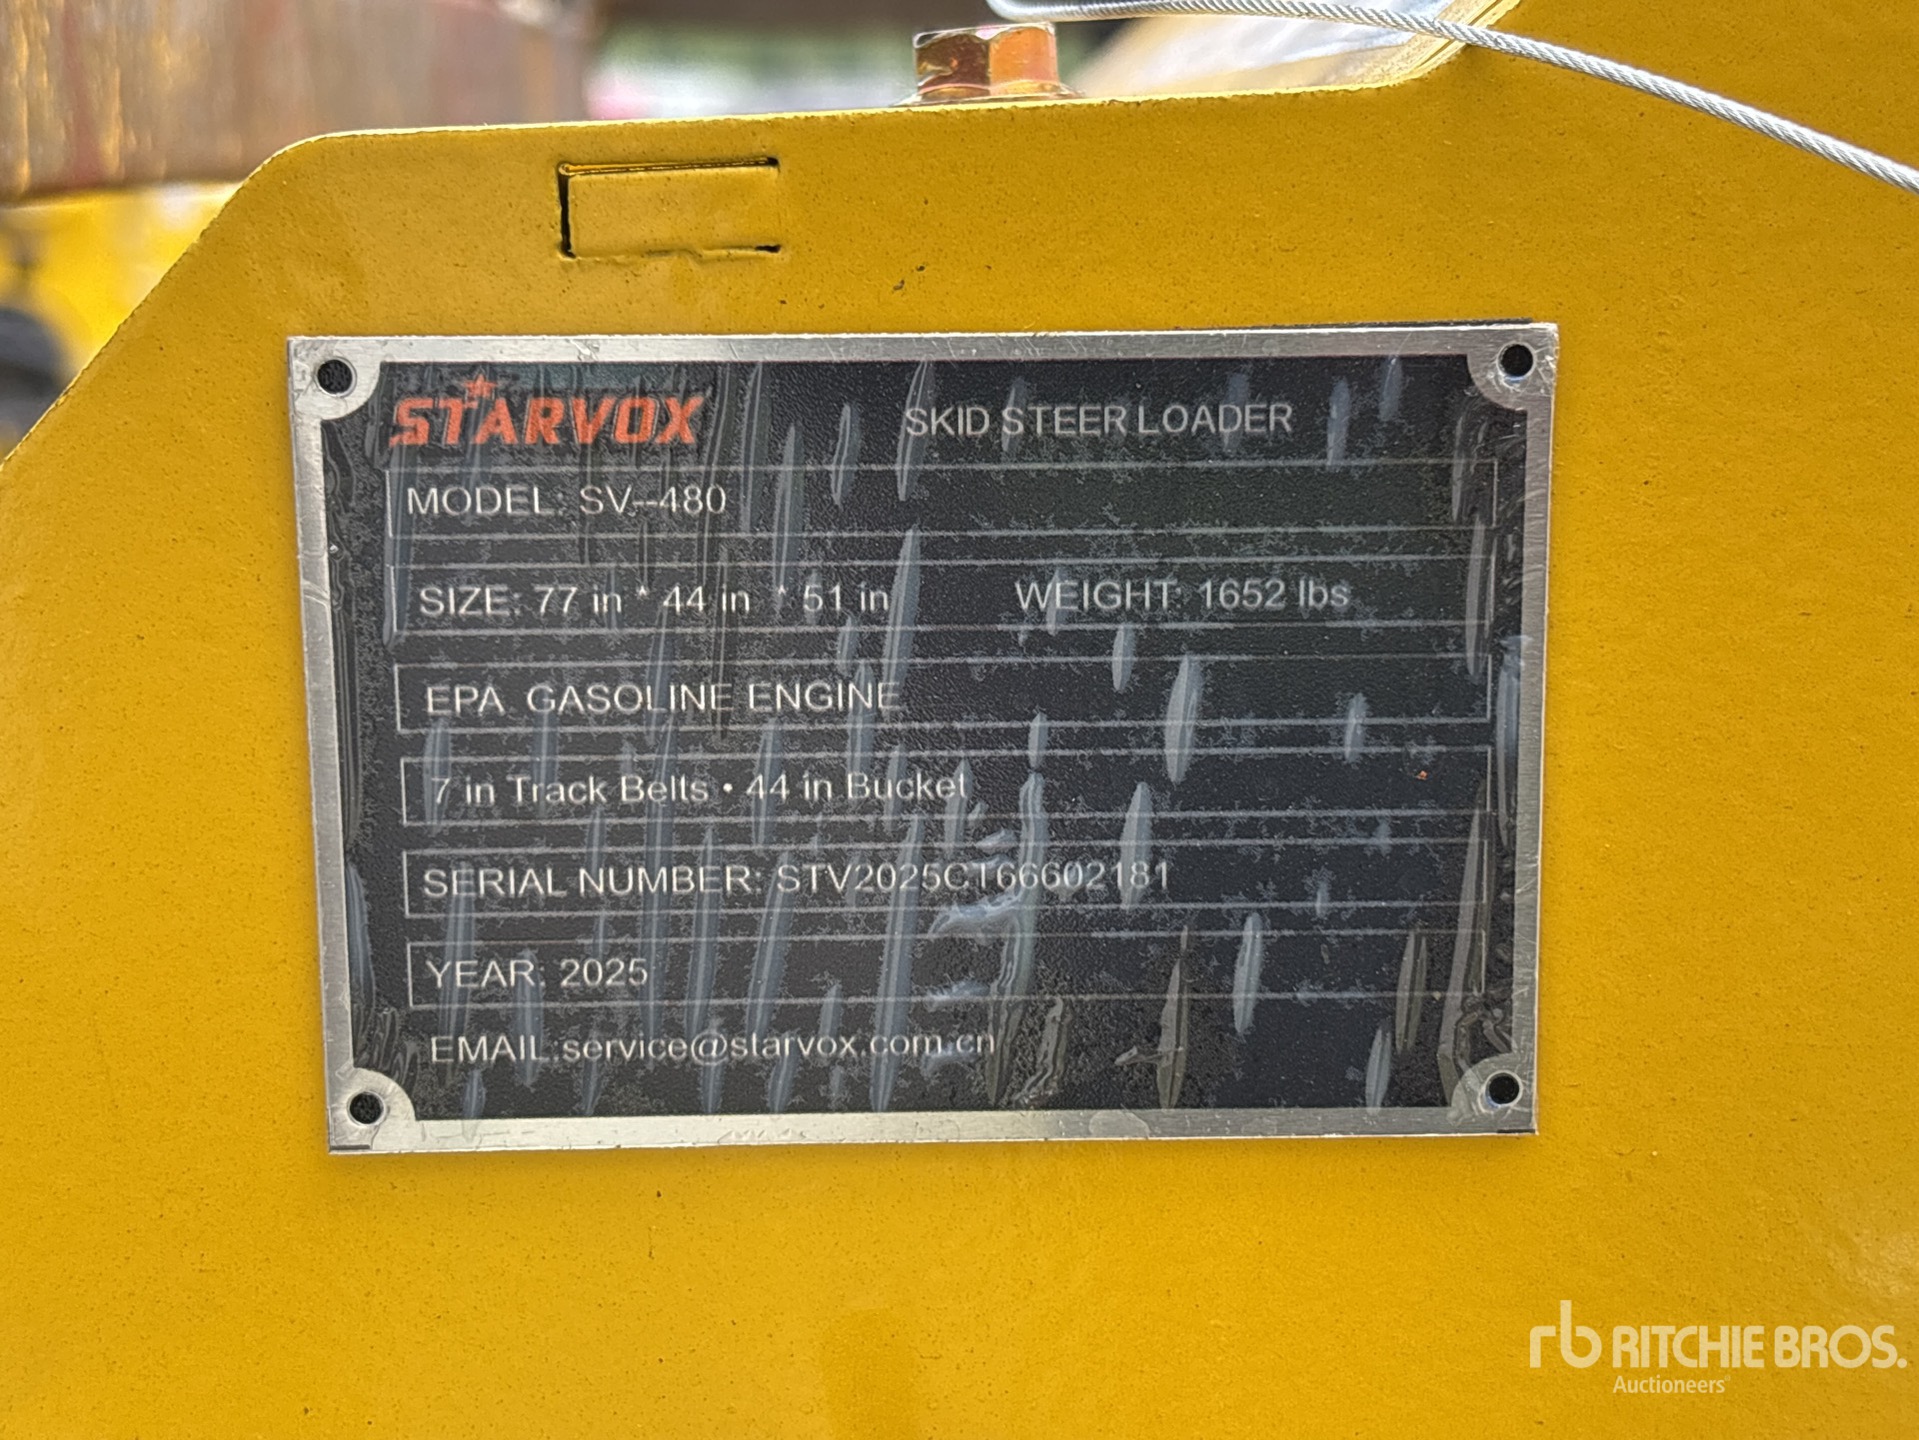 STARVOX SKID STEER LOADER
MODEL: SV--480
SIZE: 77 in * 44 in * 51 in WEIGHT: 1652 lbs
EPA GASOLINE ENGINE
7 in Track Belts • 44 in Bucket
SERIAL NUMBER: STV2025CT66602181
YEAR: 2025
EMAIL:service@starvox.com.cn
rb RITCHIE BROS.
Auctioneers